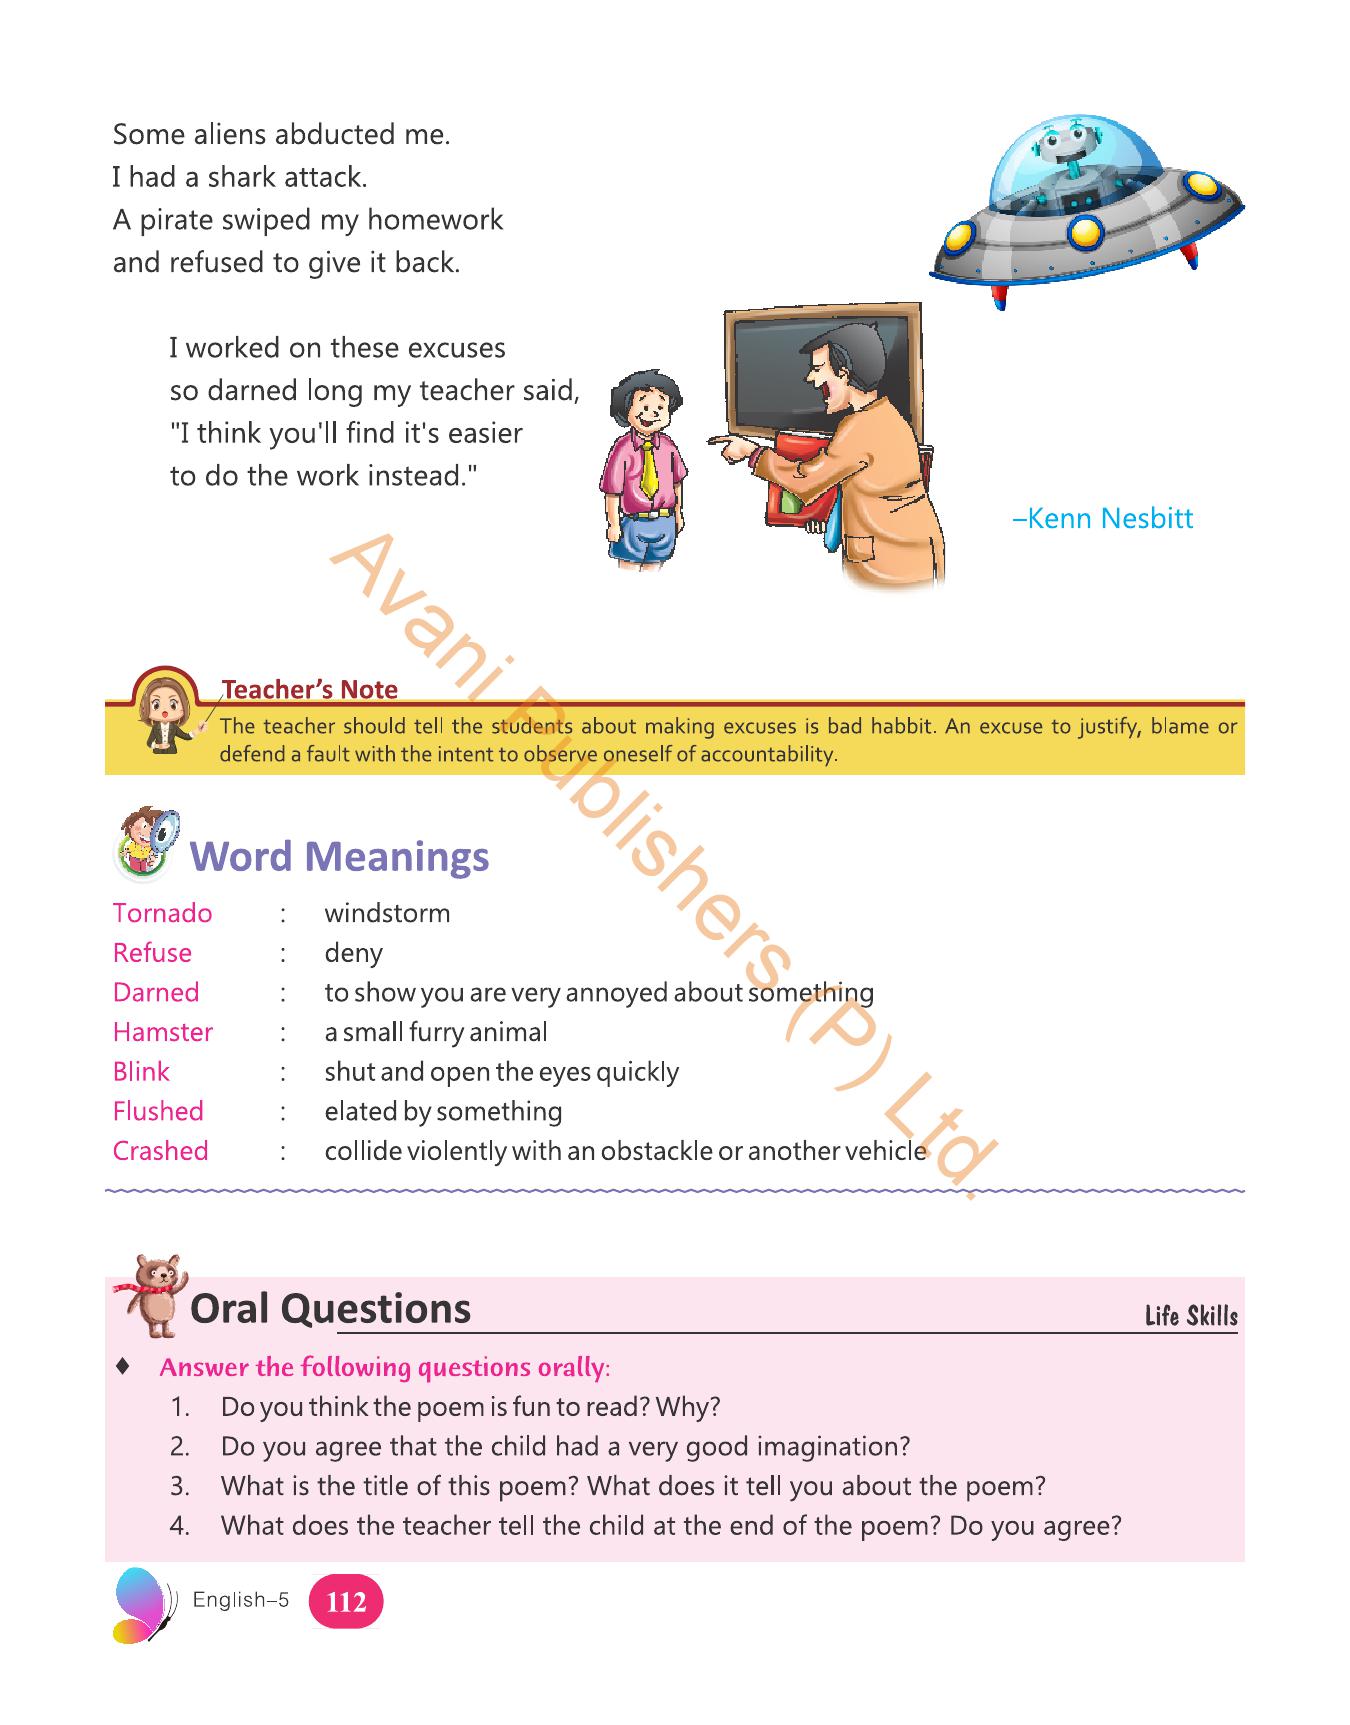 Some aliens abducted me.
I had a shark attack.
A pirate swiped my homework
and refused to give it back.
I worked on these excuses
so darned long my teacher said,
"I think you'll find it's easier
to do the work instead."
–Kenn Nesbitt
Teacher's Note
The teacher should tell the students about making excuses is bad habbit. An excuse to justify, blame or
defend a fault with the intent to observe oneself of accountability.
Word Meanings
Tornado : windstorm
Refuse : deny
Darned : to show you are very annoyed about something
Hamster : a small furry animal
Blink : shut and open the eyes quickly
Flushed : elated by something
Crashed : collide violently with an obstackle or another vehicle
Avani Publishers (P) Ltd.
Oral Questions
Life Skills
♦ Answer the following questions orally:
1. Do you think the poem is fun to read? Why?
2. Do you agree that the child had a very good imagination?
3. What is the title of this poem? What does it tell you about the poem?
4. What does the teacher tell the child at the end of the poem? Do you agree?
English–5 112